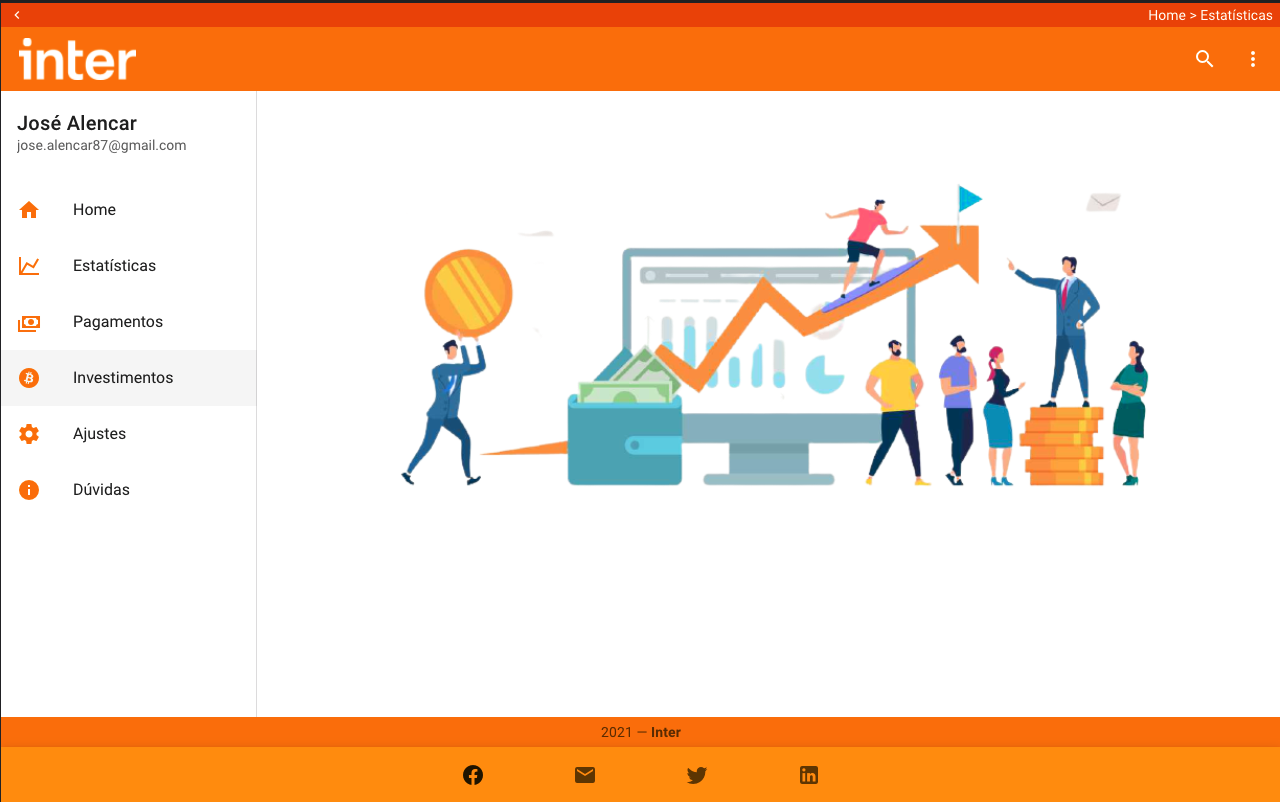 Home > Estatísticas
inter
José Alencar
jose.alencar87@gmail.com
Home
Estatísticas
Pagamentos
Investimentos
Ajustes
Dúvidas
2021 — Inter